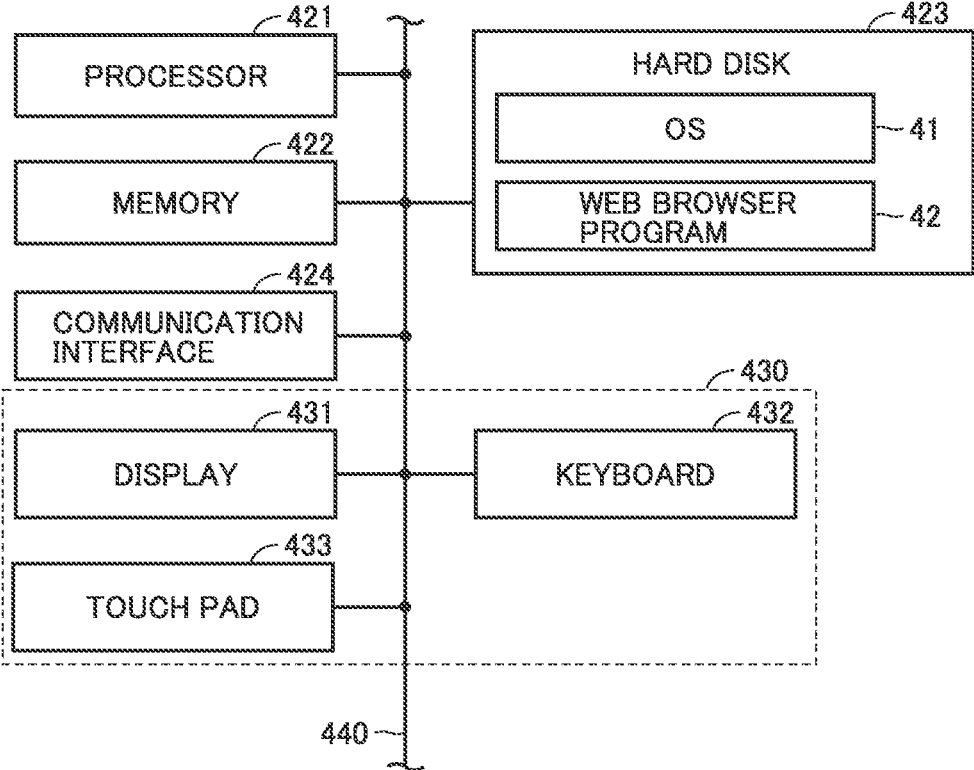 421
PROCESSOR
423
HARD DISK
OS
41
422
MEMORY
WEB BROWSER
PROGRAM
42
424
COMMUNICATION
INTERFACE
430
431
DISPLAY
432
KEYBOARD
433
TOUCH PAD
440